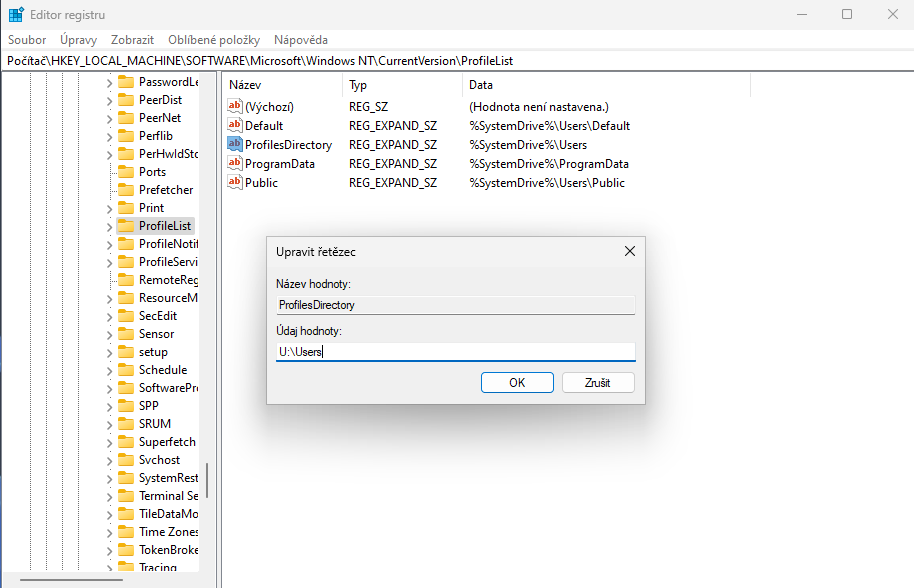 Editor registru
Soubor Úpravy Zobrazit Oblíbené položky Nápověda
Počítač\HKEY_LOCAL_MACHINE\SOFTWARE\Microsoft\Windows NT\CurrentVersion\ProfileList
PasswordLe
PeerDist
PeerNet
Perflib
PerHwIdSto
Ports
Prefetcher
Print
ProfileList
ProfileNotif
ProfileServi
RemoteReg
ResourceM
SecEdit
Sensor
setup
Schedule
SoftwarePro
SPP
SRUM
Superfetch
Svchost
SystemRest
Terminal Se
TileDataMo
Time Zones
TokenBroke
Tracing
Název Typ Data
(Výchozí) REG_SZ (Hodnota není nastavena.)
Default REG_EXPAND_SZ %SystemDrive%\Users\Default
ProfilesDirectory REG_EXPAND_SZ %SystemDrive%\Users
ProgramData REG_EXPAND_SZ %SystemDrive%\ProgramData
Public REG_EXPAND_SZ %SystemDrive%\Users\Public
Upravit řetězec
Název hodnoty:
ProfilesDirectory
Údaj hodnoty:
U:\Users
OK Zrušit